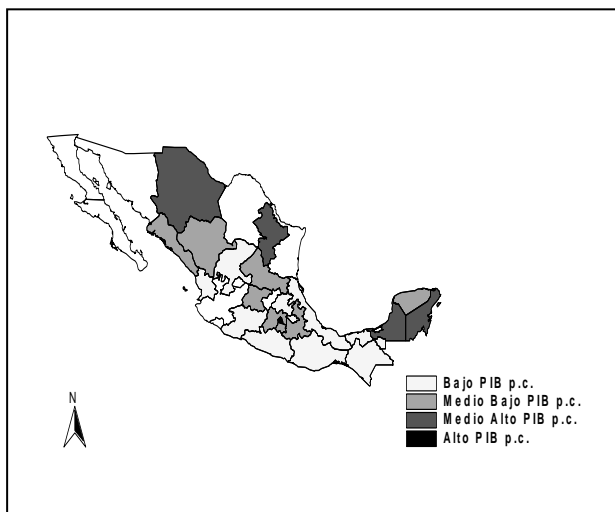 Bajo PIB p.c.
Medio Bajo PIB p.c.
Medio Alto PIB p.c.
Alto PIB p.c.
N